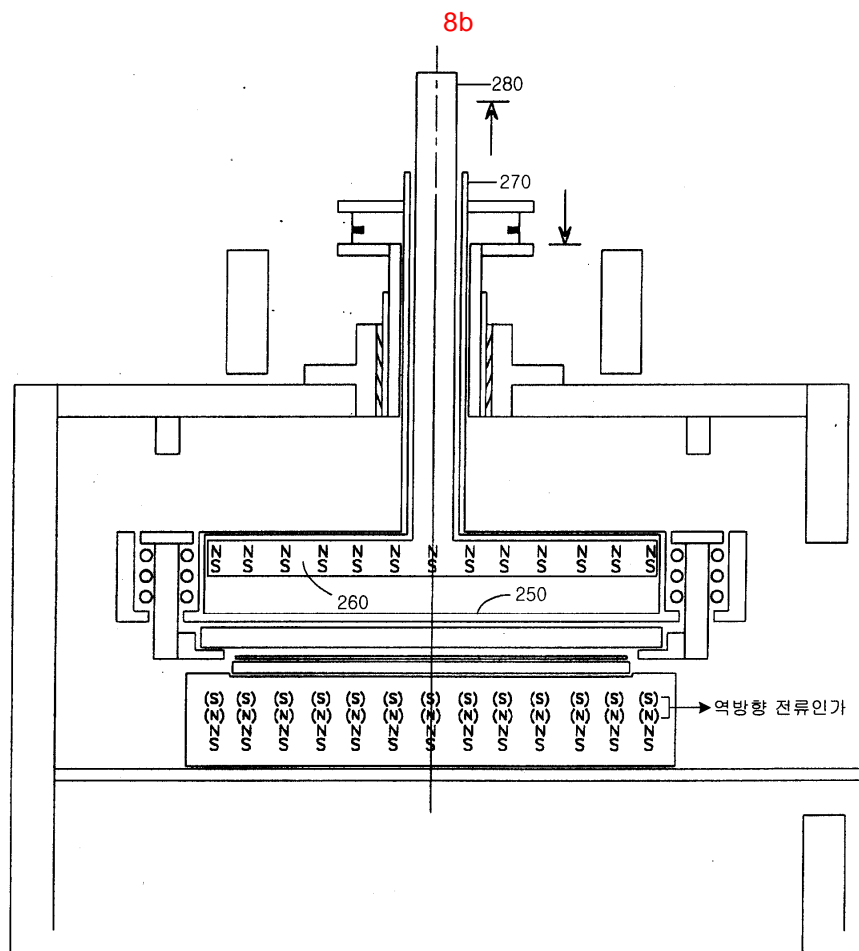 8b
280
270
N N N N N N N N N N N N N
S S S S S S S S S S S S S
260
250
(S) (S) (S) (S) (S) (S) (S) (S) (S) (S) (S) (S) (S)
(N) (N) (N) (N) (N) (N) (N) (N) (N) (N) (N) (N) (N)
역방향 전류인가
N N N N N N N N N N N N N
S S S S S S S S S S S S S